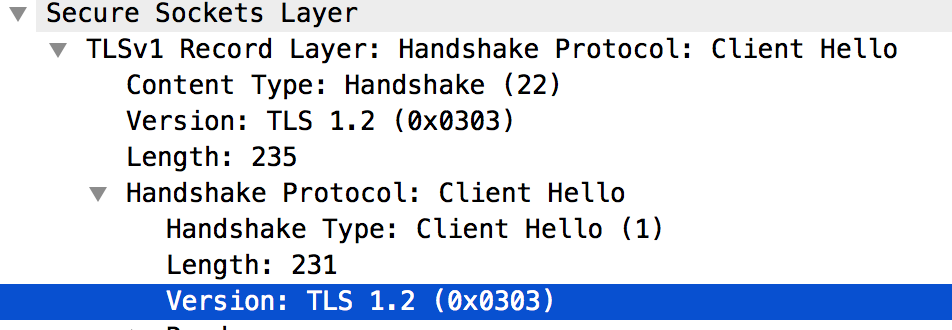 Secure Sockets Layer
TLSv1 Record Layer: Handshake Protocol: Client Hello
Content Type: Handshake (22)
Version: TLS 1.2 (0x0303)
Length: 235
Handshake Protocol: Client Hello
Handshake Type: Client Hello (1)
Length: 231
Version: TLS 1.2 (0x0303)